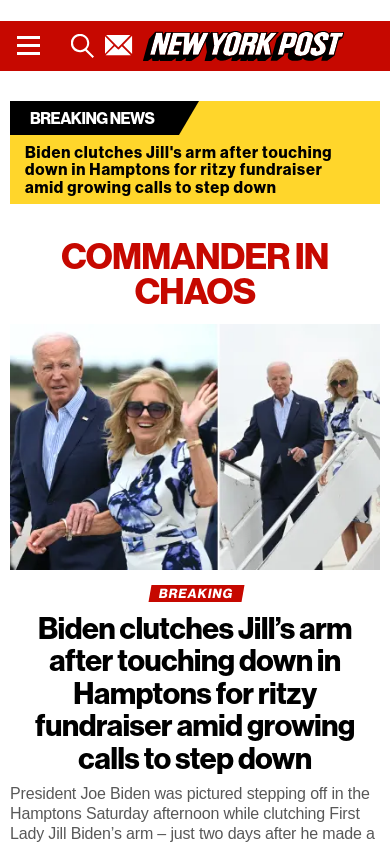 NEW YORK POST
BREAKING NEWS
Biden clutches Jill's arm after touching
down in Hamptons for ritzy fundraiser
amid growing calls to step down
COMMANDER IN
CHAOS
BREAKING
Biden clutches Jill’s arm
after touching down in
Hamptons for ritzy
fundraiser amid growing
calls to step down
President Joe Biden was pictured stepping off in the
Hamptons Saturday afternoon while clutching First
Lady Jill Biden’s arm – just two days after he made a